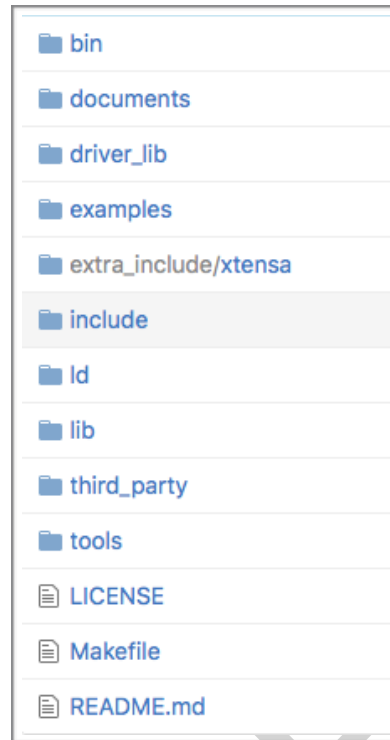 bin
documents
driver_lib
examples
extra_include/xtensa
include
ld
lib
third_party
tools
LICENSE
Makefile
README.md